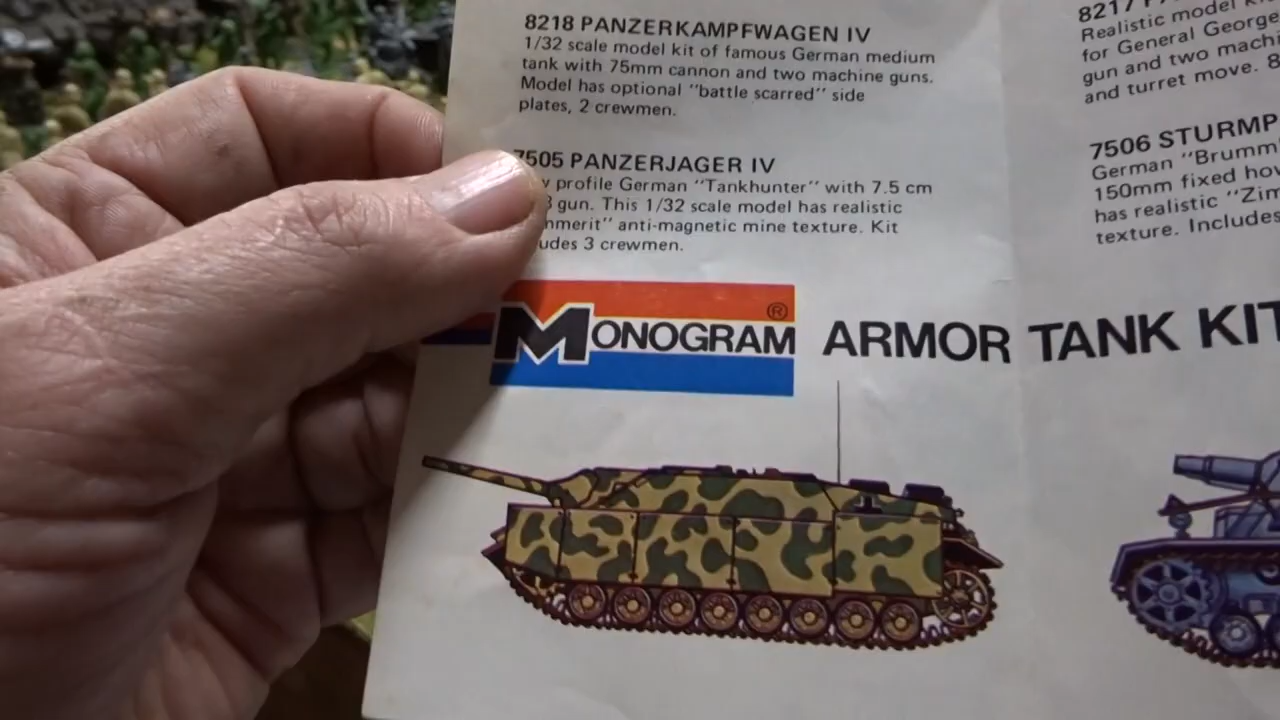 8218 PANZERKAMPFWAGEN IV
1/32 scale model kit of famous German medium
tank with 75mm cannon and two machine guns.
Model has optional "battle scarred" side
plates, 2 crewmen.
7505 PANZERJAGER IV
profile German "Tankhunter" with 7.5 cm
gun. This 1/32 scale model has realistic
nmerit" anti-magnetic mine texture. Kit
udes 3 crewmen.
8217
Realistic model
for General George
gun and two machi
and turret move. 8
7506 STURMP
German "Brumm
150mm fixed how
has realistic "Zim
texture. Includes
MONOGRAM ®
ARMOR TANK KIT